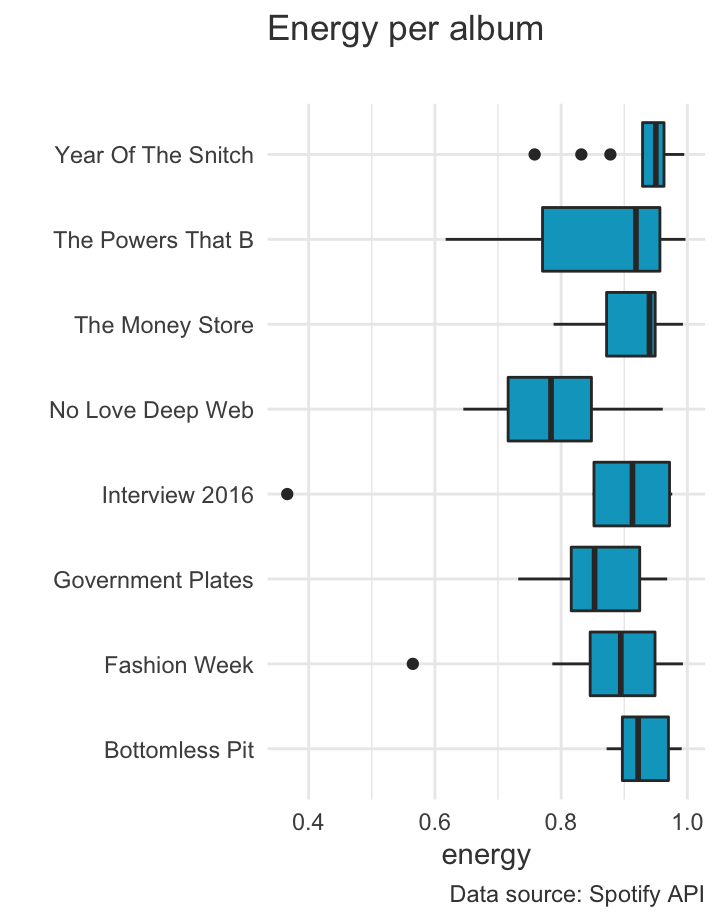 Energy per album
Year Of The Snitch
The Powers That B
The Money Store
No Love Deep Web
Interview 2016
Government Plates
Fashion Week
Bottomless Pit
0.4 0.6 0.8 1.0
energy
Data source: Spotify API